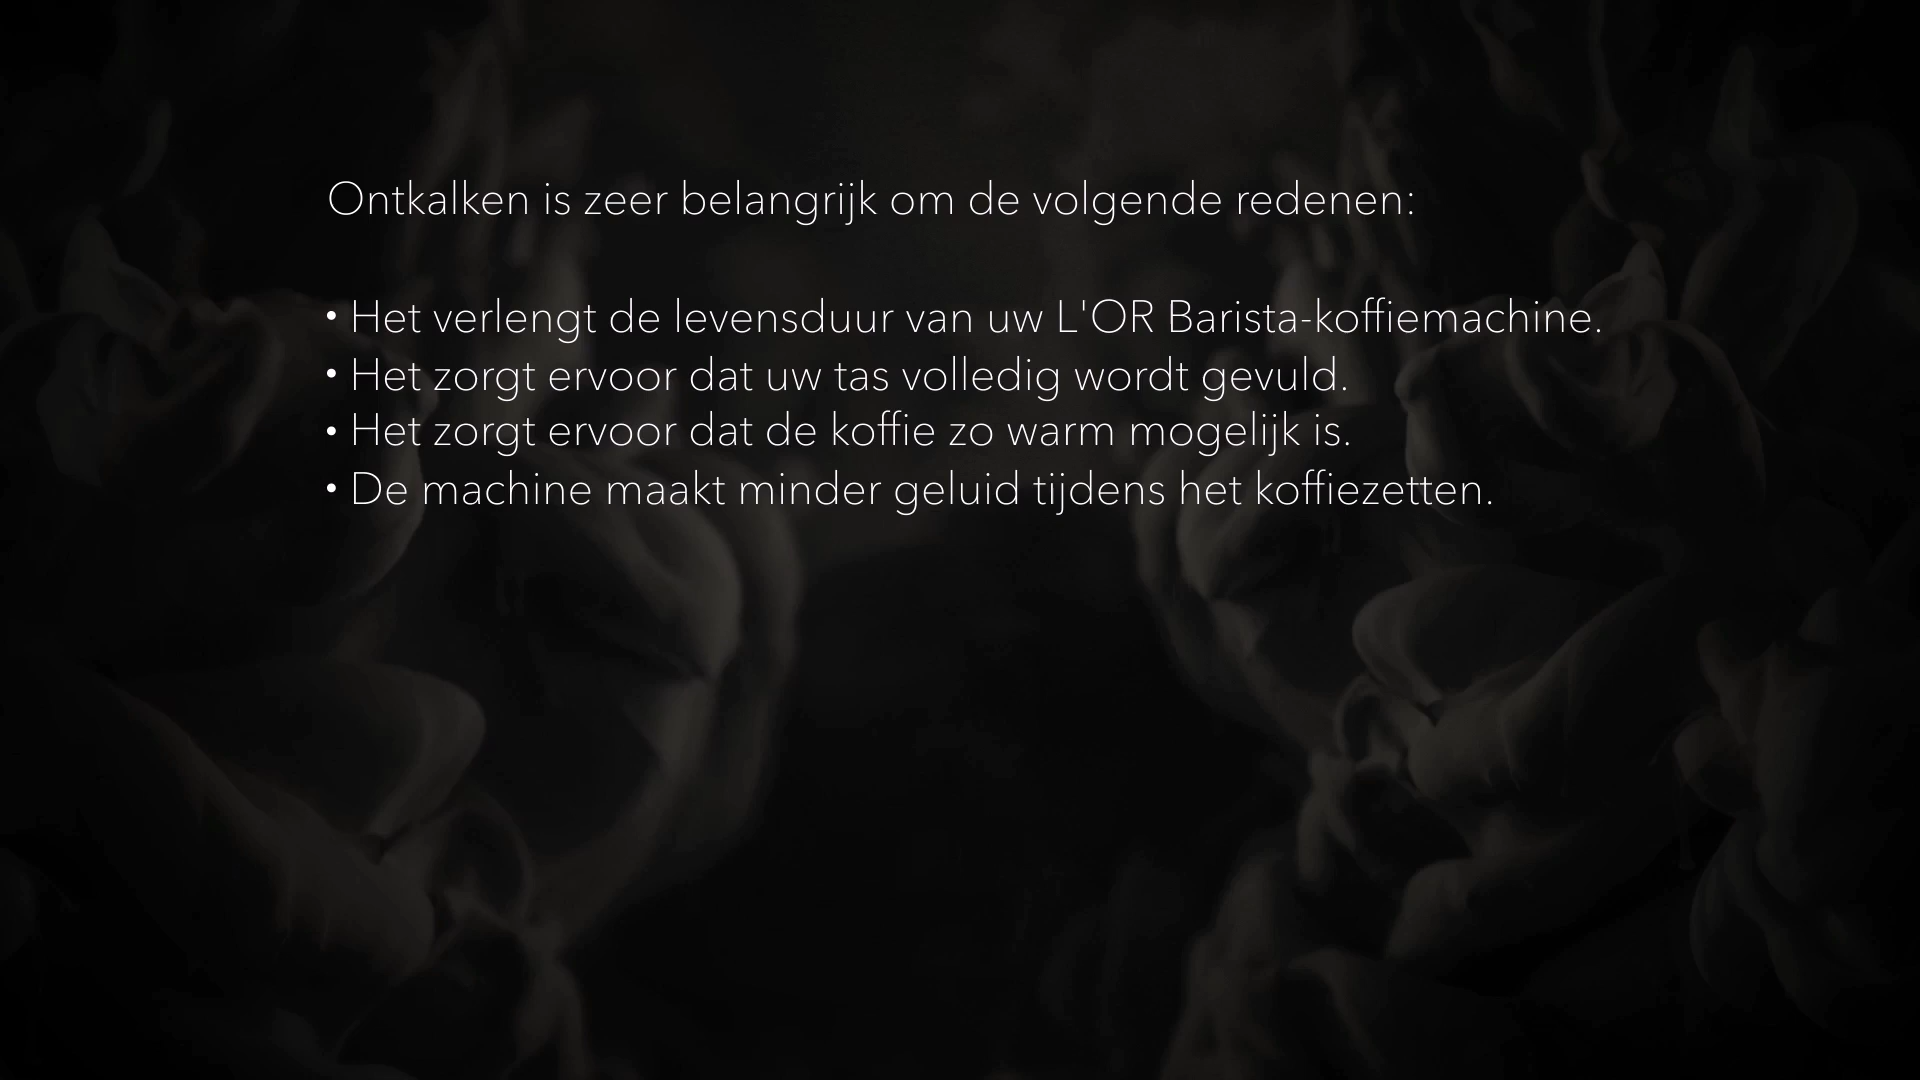 Ontkalken is zeer belangrijk om de volgende redenen:
• Het verlengt de levensduur van uw L'OR Barista-koffiemachine.
• Het zorgt ervoor dat uw tas volledig wordt gevuld.
• Het zorgt ervoor dat de koffie zo warm mogelijk is.
• De machine maakt minder geluid tijdens het koffiezetten.